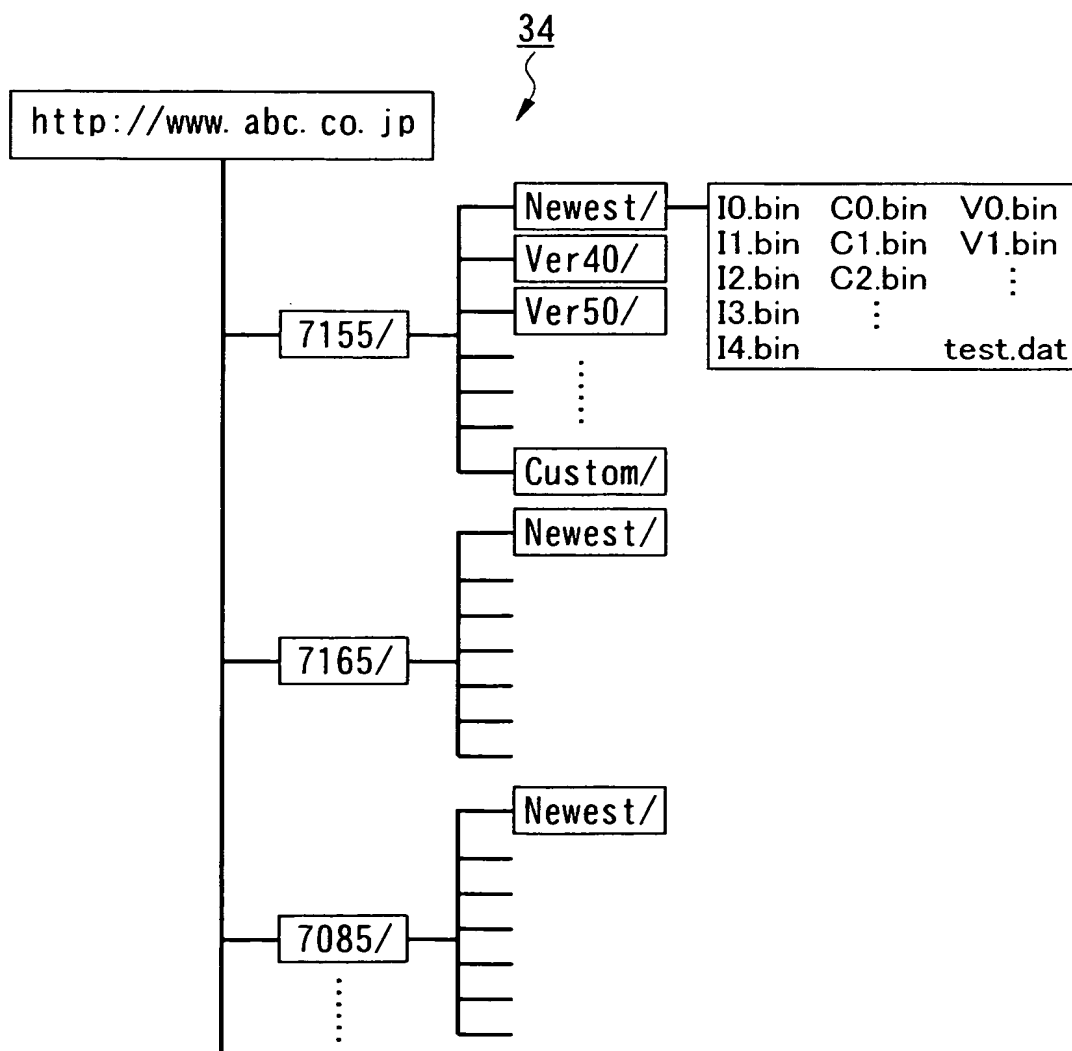 34
http://www.abc.co.jp
Newest/
I0.bin C0.bin V0.bin
Ver40/
I1.bin C1.bin V1.bin
I2.bin C2.bin ⋮
Ver50/
I3.bin ⋮
7155/
I4.bin test.dat
Custom/
Newest/
7165/
Newest/
7085/